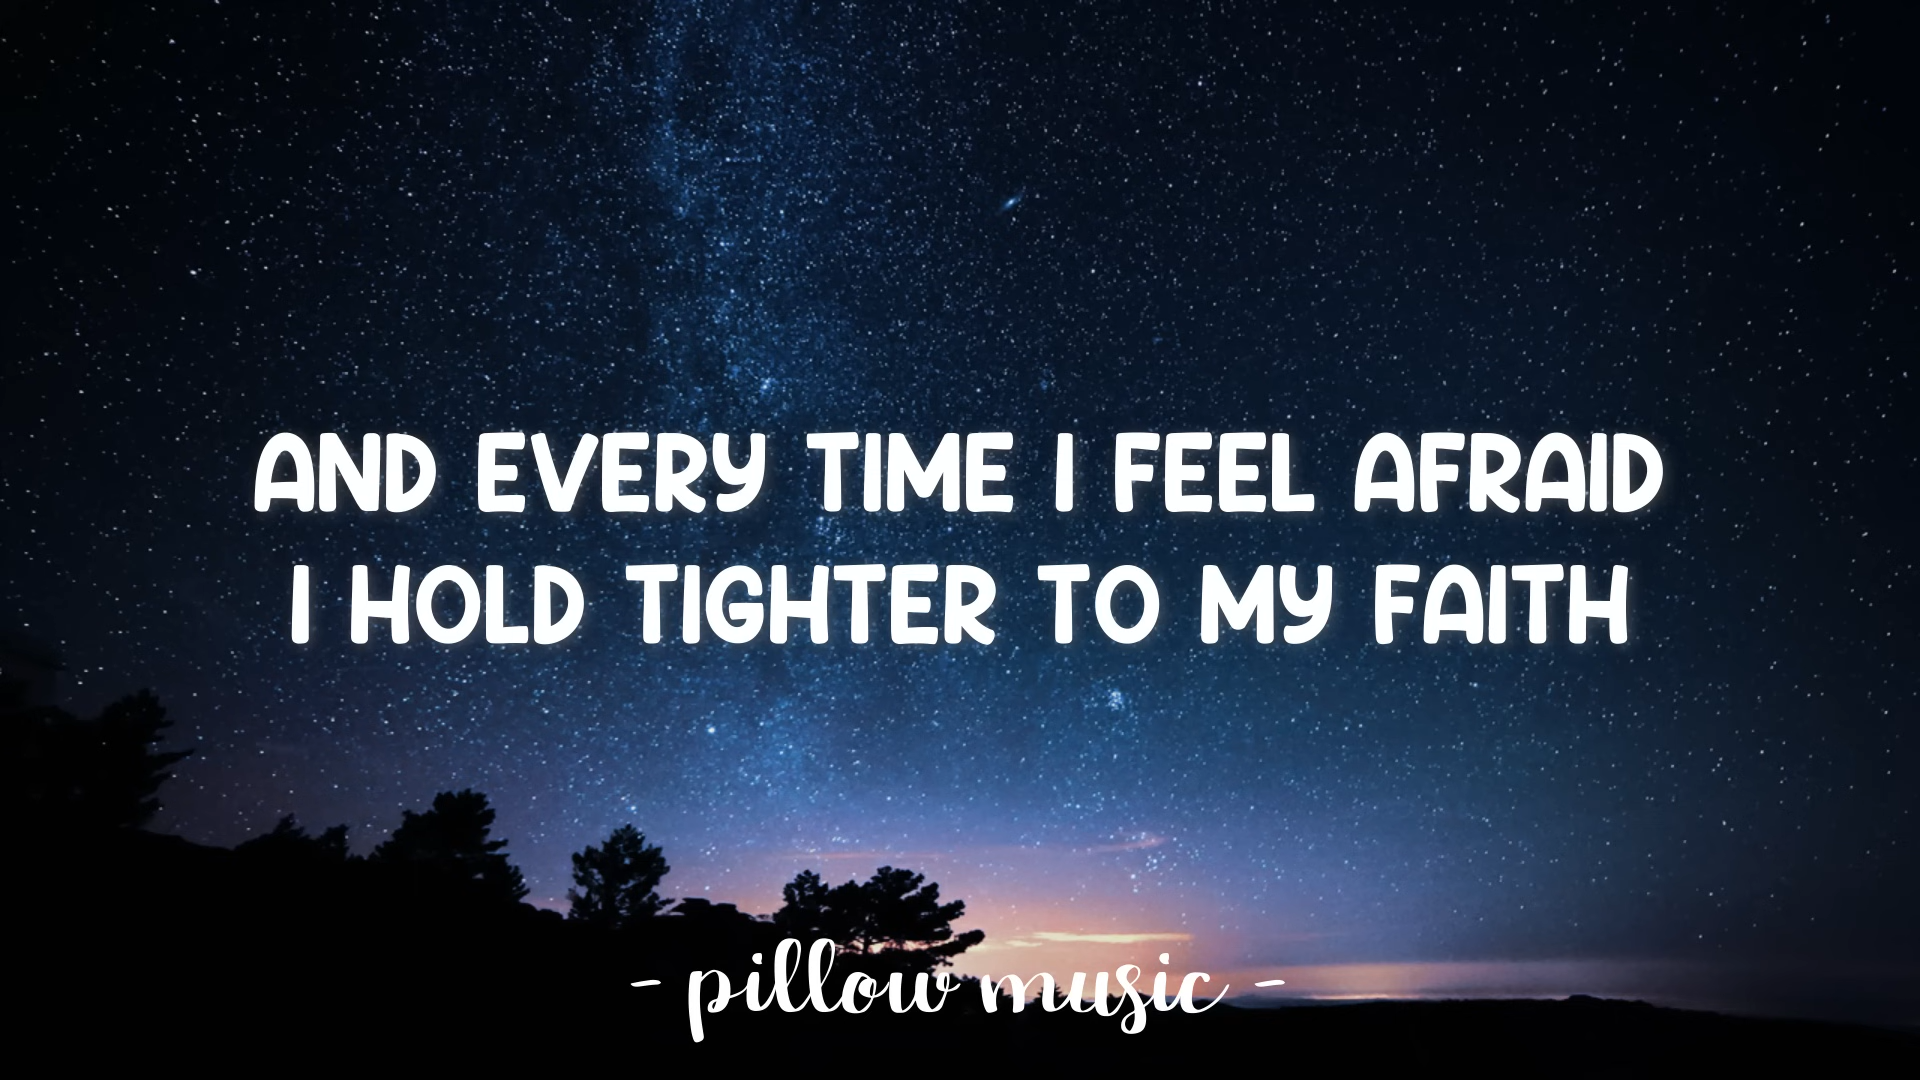 AND EVERY TIME I FEEL AFRAID
I HOLD TIGHTER TO MY FAITH
- pillow music -